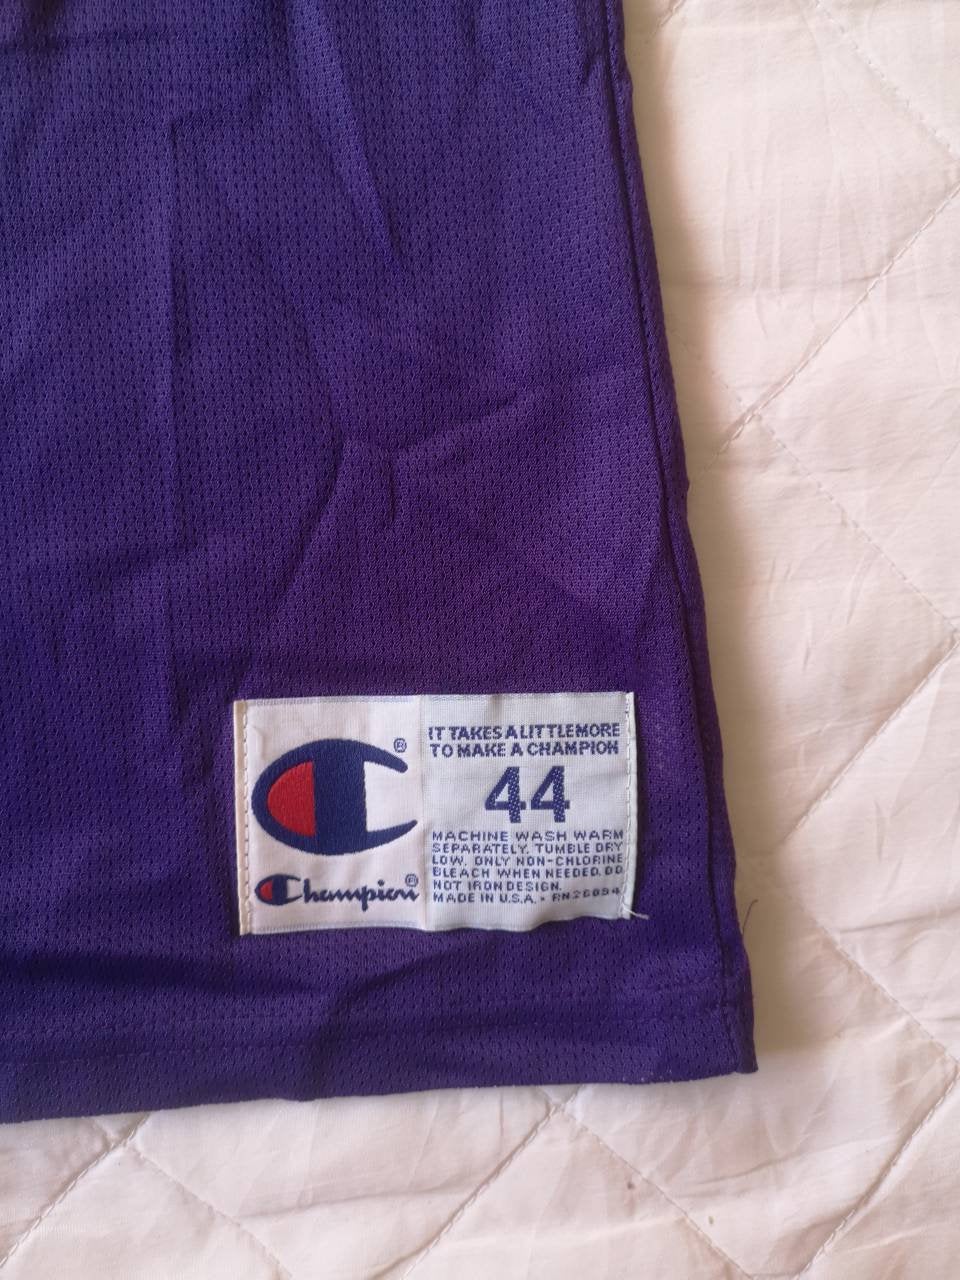 IT TAKES A LITTLE MORE
TO MAKE A CHAMPION
44
MACHINE WASH WARM
SEPARATELY. TUMBLE DRY
LOW. ONLY NON-CHLORINE
BLEACH WHEN NEEDED. DO
NOT IRON DESIGN.
MADE IN U.S.A. • RN26094
Champion®